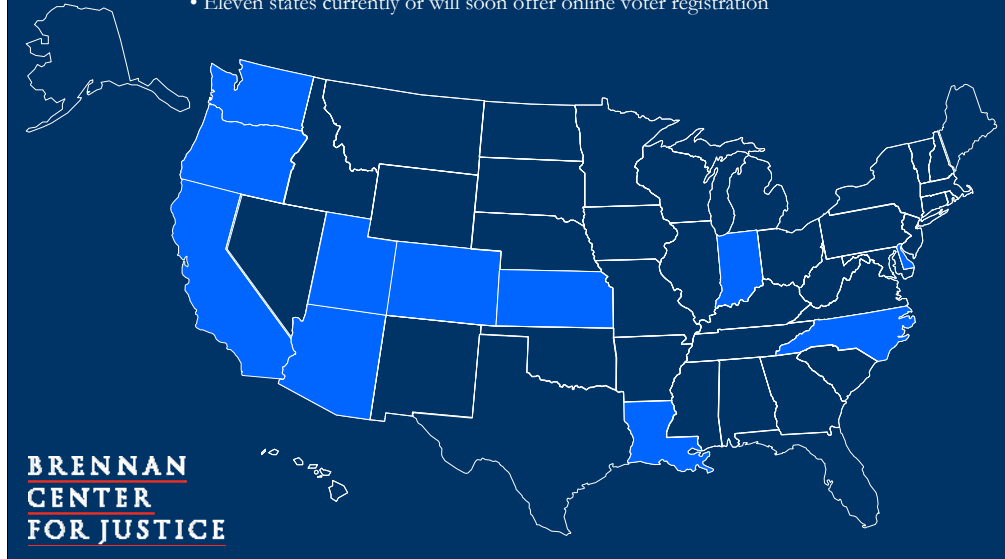 • Eleven states currently or will soon offer online voter registration
BRENNAN
CENTER
FOR JUSTICE